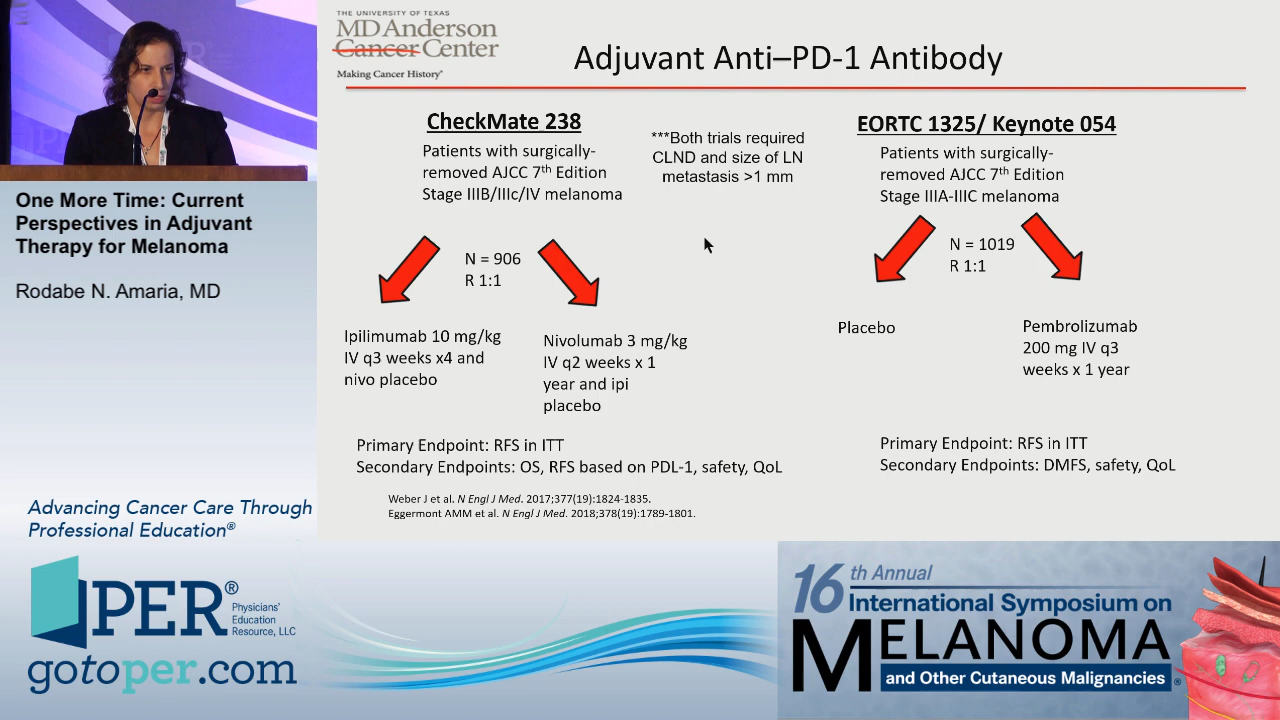 THE UNIVERSITY OF TEXAS
MD Anderson
Cancer Center
Making Cancer History®
Adjuvant Anti–PD-1 Antibody
CheckMate 238
Patients with surgically-
removed AJCC 7th Edition
Stage IIIB/IIIc/IV melanoma
N = 906
R 1:1
Ipilimumab 10 mg/kg
IV q3 weeks x4 and
nivo placebo
Nivolumab 3 mg/kg
IV q2 weeks x 1
year and ipi
placebo
Primary Endpoint: RFS in ITT
Secondary Endpoints: OS, RFS based on PDL-1, safety, QoL
***Both trials required
CLND and size of LN
metastasis >1 mm
EORTC 1325/ Keynote 054
Patients with surgically-
removed AJCC 7th Edition
Stage IIIA-IIIC melanoma
N = 1019
R 1:1
Placebo
Pembrolizumab
200 mg IV q3
weeks x 1 year
Primary Endpoint: RFS in ITT
Secondary Endpoints: DMFS, safety, QoL
Weber J et al. N Engl J Med. 2017;377(19):1824-1835.
Eggermont AMM et al. N Engl J Med. 2018;378(19):1789-1801.
One More Time: Current
Perspectives in Adjuvant
Therapy for Melanoma
Rodabe N. Amaria, MD
Advancing Cancer Care Through
Professional Education®
PER®
Physicians'
Education
Resource, LLC
gotoper.com
16th Annual
International Symposium on
MELANOMA
and Other Cutaneous Malignancies®